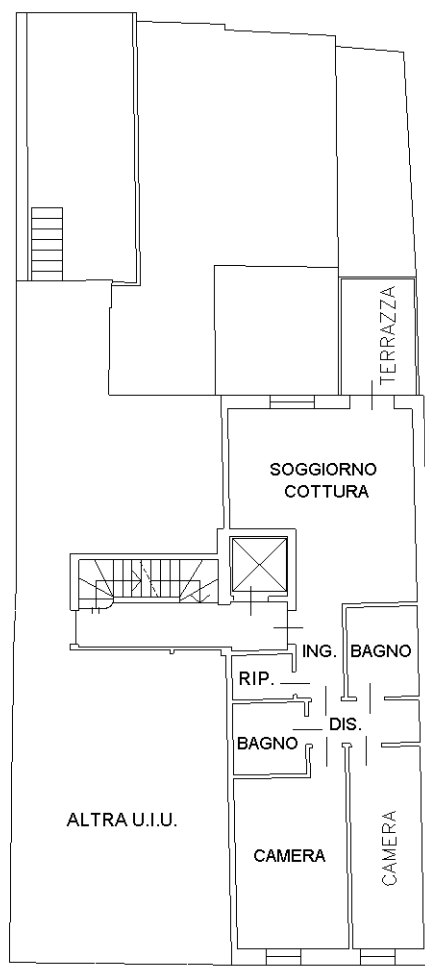 TERRAZZA
SOGGIORNO
COTTURA
ING.
BAGNO
RIP.
DIS.
BAGNO
ALTRA U.I.U.
CAMERA
CAMERA